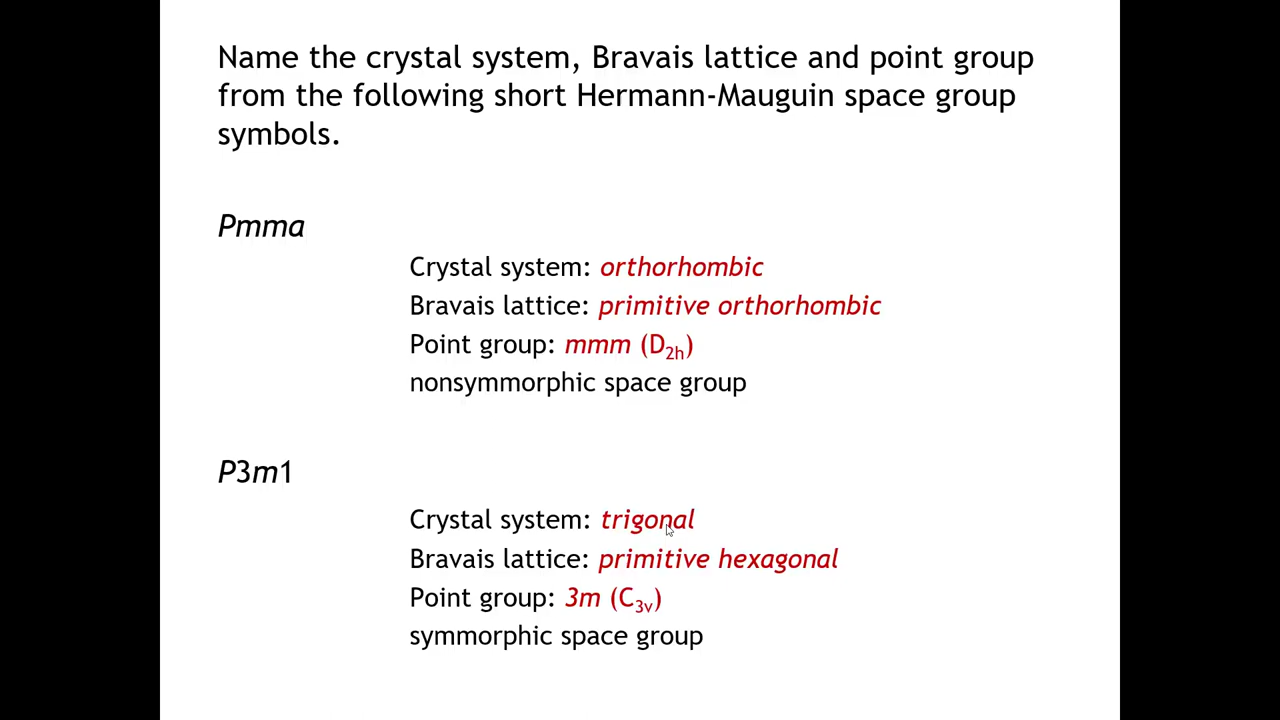 Name the crystal system, Bravais lattice and point group
from the following short Hermann-Mauguin space group
symbols.
Pmma
Crystal system: orthorhombic
Bravais lattice: primitive orthorhombic
Point group: mmm (D2h)
nonsymmorphic space group
P3m1
Crystal system: trigonal
Bravais lattice: primitive hexagonal
Point group: 3m (C3v)
symmorphic space group